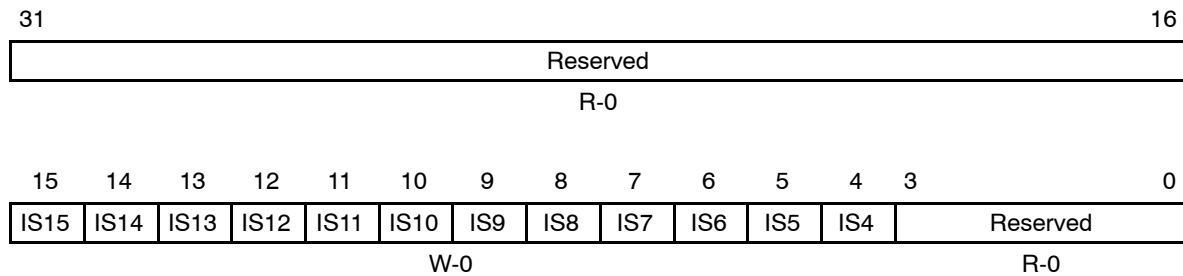 31 16
Reserved
R-0
15 14 13 12 11 10 9 8 7 6 5 4 3 0
IS15 IS14 IS13 IS12 IS11 IS10 IS9 IS8 IS7 IS6 IS5 IS4 Reserved
W-0 R-0